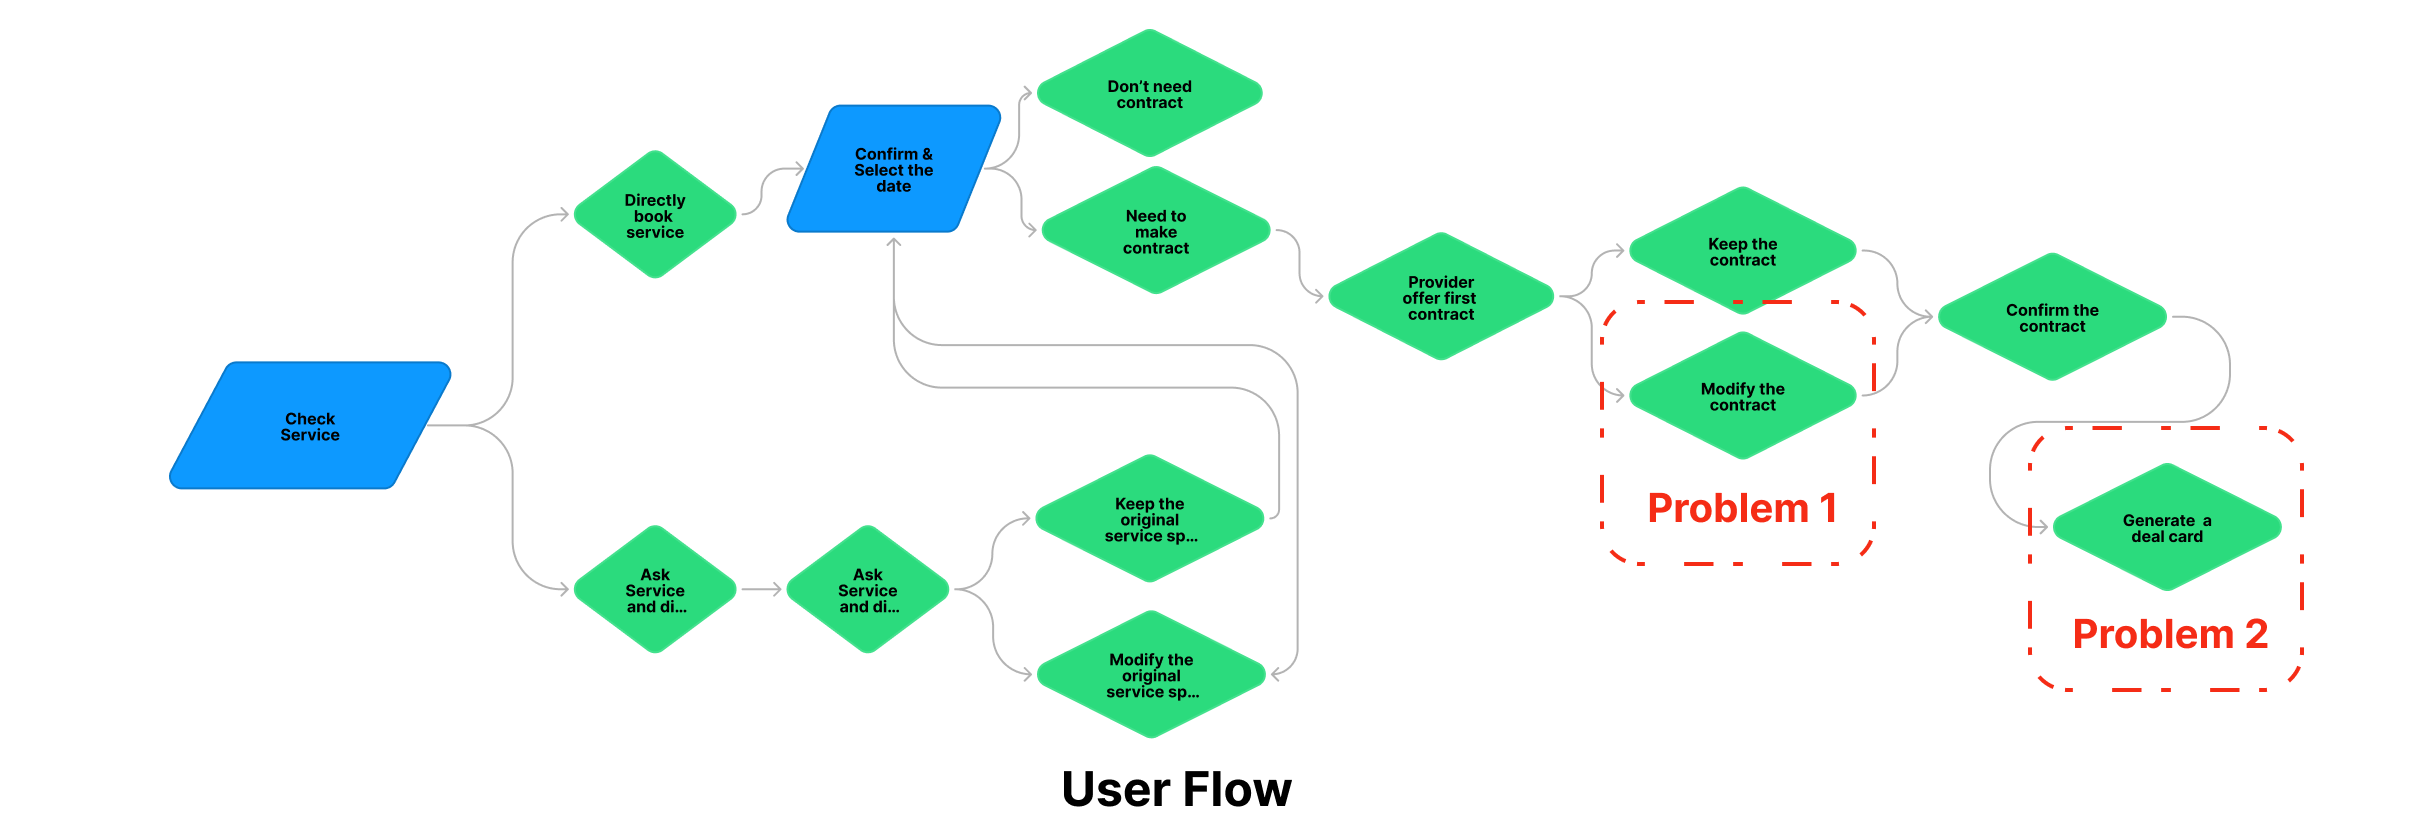 Don't need
contract
Confirm &
Select the
date
Directly
book
service
Need to
make
contract
Keep the
contract
Provider
offer first
contract
Confirm the
contract
Modify the
contract
Check
Service
Problem 1
Keep the
original
service sp...
Generate a
deal card
Ask
Service
and di...
Ask
Service
and di...
Problem 2
Modify the
original
service sp...
User Flow